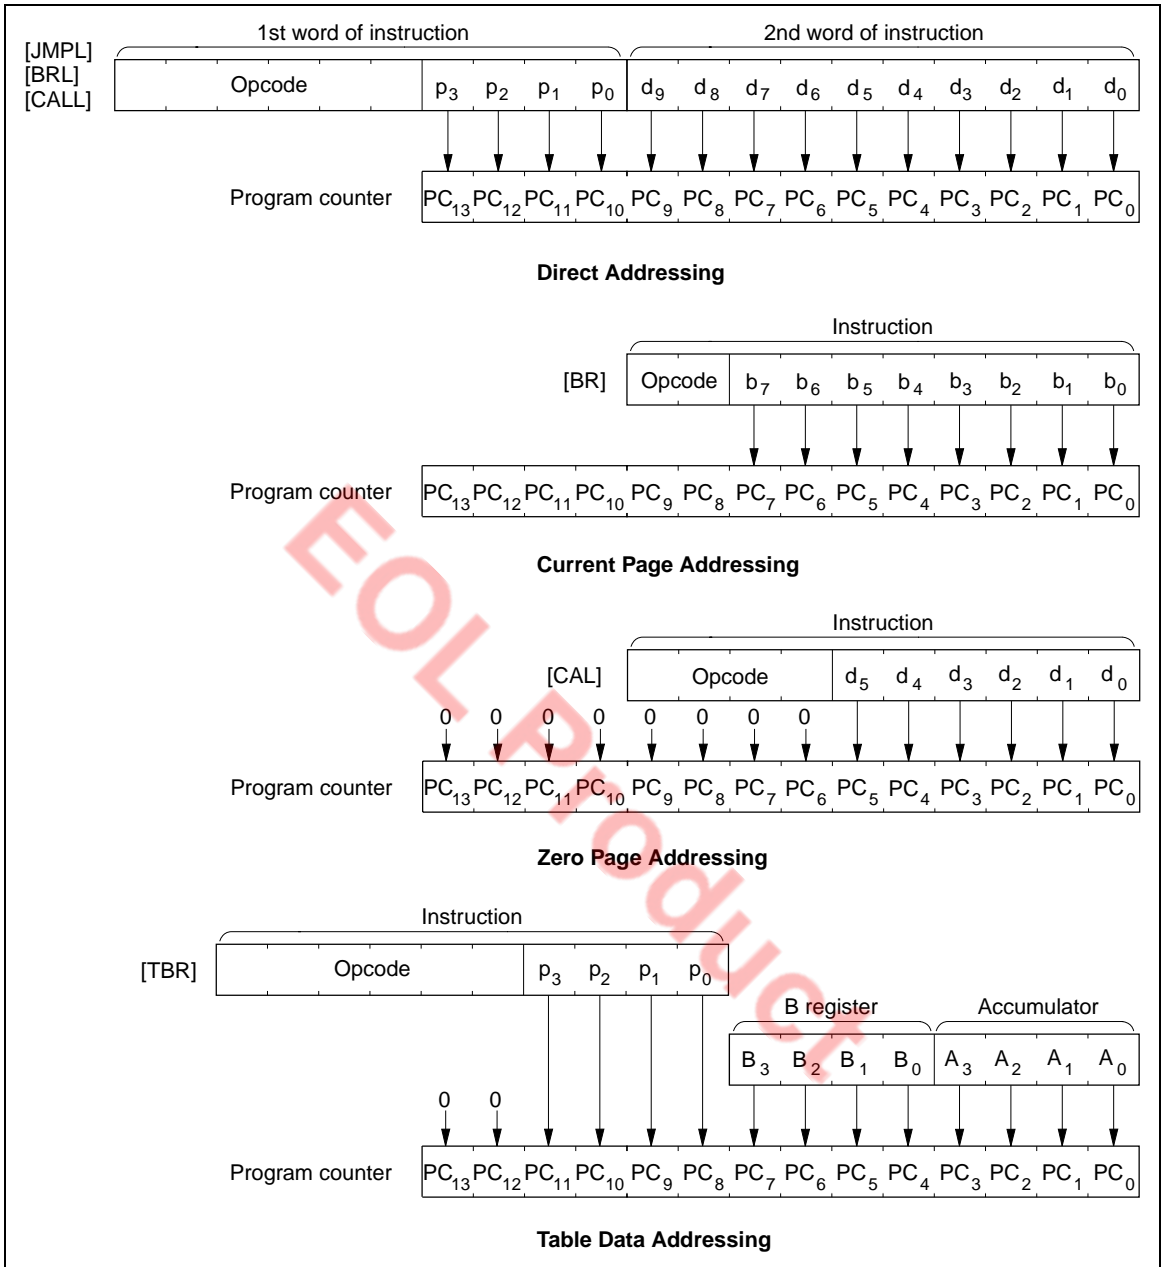 1st word of instruction 2nd word of instruction
[JMPL]
[BRL]
[CALL]
Opcode p3 p2 p1 p0 d9 d8 d7 d6 d5 d4 d3 d2 d1 d0
Program counter PC13 PC12 PC11 PC10 PC9 PC8 PC7 PC6 PC5 PC4 PC3 PC2 PC1 PC0
Direct Addressing
Instruction
[BR] Opcode b7 b6 b5 b4 b3 b2 b1 b0
Program counter PC13 PC12 PC11 PC10 PC9 PC8 PC7 PC6 PC5 PC4 PC3 PC2 PC1 PC0
Current Page Addressing
Instruction
[CAL] Opcode d5 d4 d3 d2 d1 d0
0 0 0 0 0 0 0 0
Program counter PC13 PC12 PC11 PC10 PC9 PC8 PC7 PC6 PC5 PC4 PC3 PC2 PC1 PC0
Zero Page Addressing
Instruction
[TBR] Opcode p3 p2 p1 p0
B register Accumulator
B3 B2 B1 B0 A3 A2 A1 A0
0 0
Program counter PC13 PC12 PC11 PC10 PC9 PC8 PC7 PC6 PC5 PC4 PC3 PC2 PC1 PC0
Table Data Addressing
EOL Product